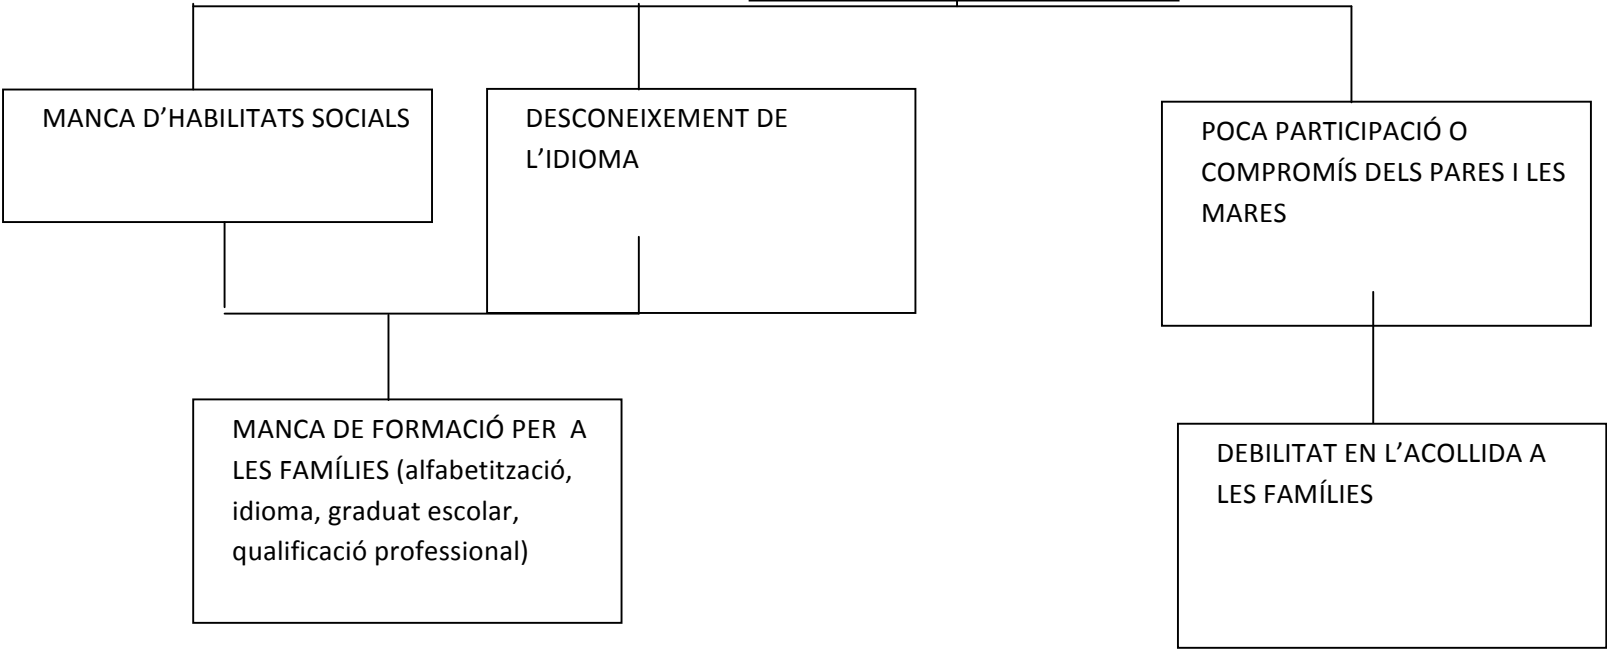 MANCA D’HABILITATS SOCIALS
DESCONEIXEMENT DE
L’IDIOMA
POCA PARTICIPACIÓ O
COMPROMÍS DELS PARES I LES
MARES
MANCA DE FORMACIÓ PER  A
LES FAMÍLIES (alfabetització,
idioma, graduat escolar,
qualificació professional)
DEBILITAT EN L’ACOLLIDA A
LES FAMÍLIES